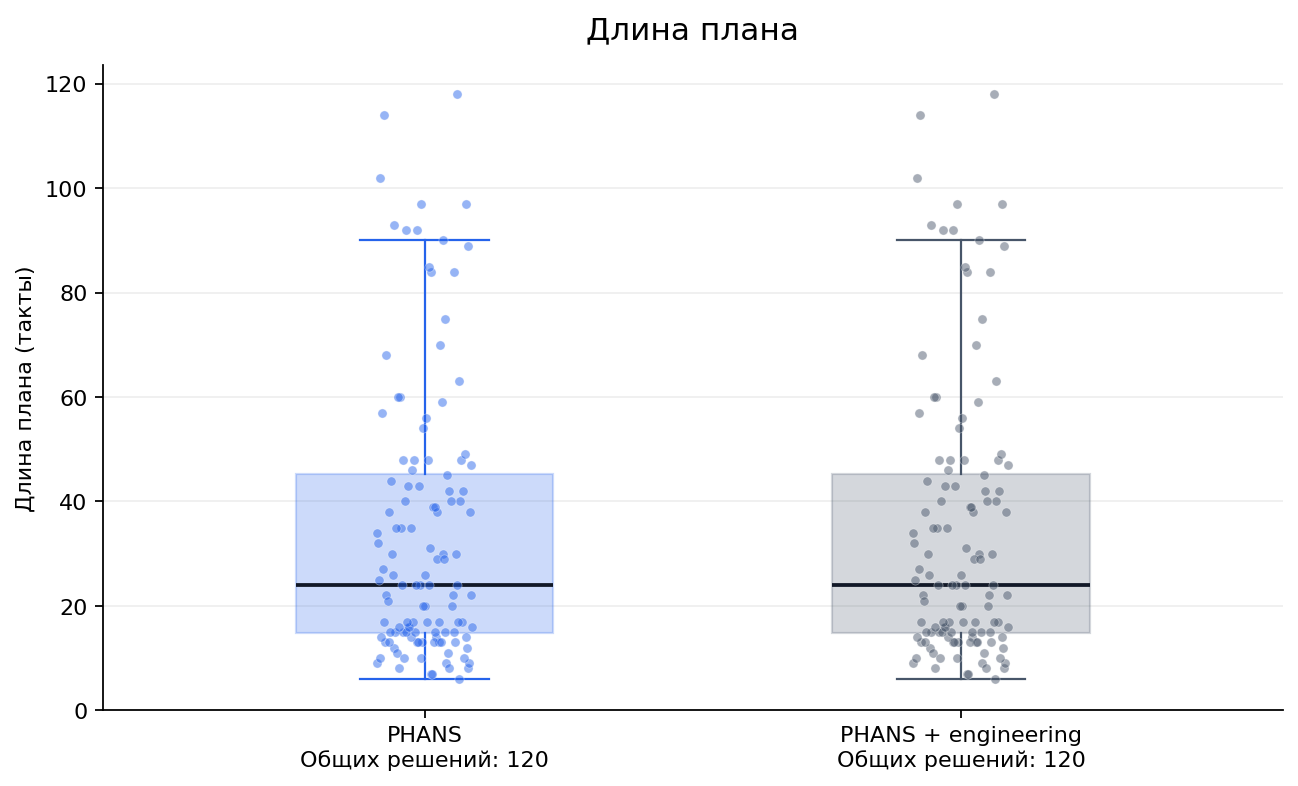 Длина плана
Длина плана (такты)
120
100
80
60
40
20
0
PHANS
Общих решений: 120
PHANS + engineering
Общих решений: 120